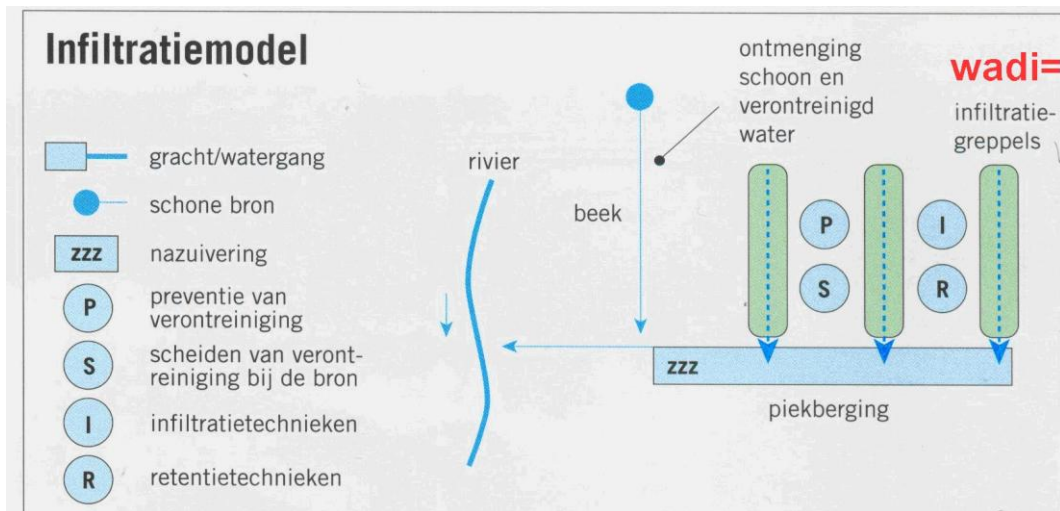 Infiltratiemodel
gracht/watergang
schone bron
zzz
nazuivering
P
preventie van
verontreiniging
S
scheiden van veront-
reiniging bij de bron
I
infiltratietechnieken
R
retentietechnieken
rivier
beek
ontmenging
schoon en
verontreinigd
water
wadi=
infiltratie-
greppels
P
I
S
R
zzz
piekberging